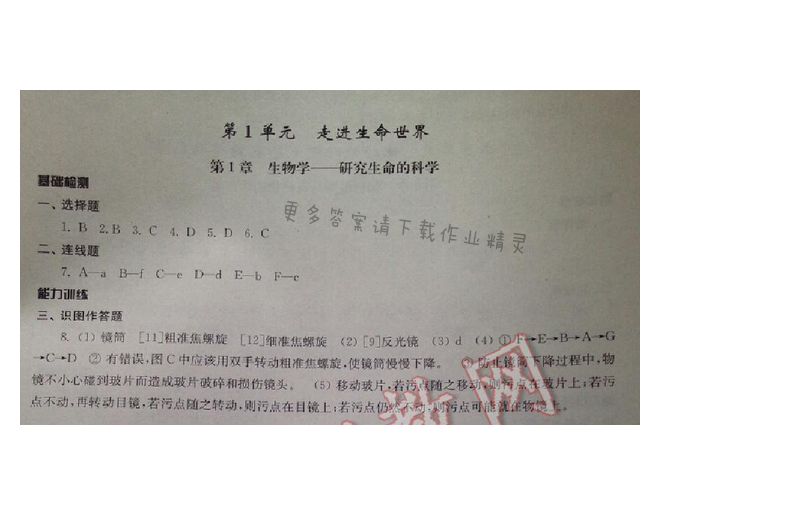 第1单元 走进生命世界
第1章 生物学——研究生命的科学
基础检测
一、选择题
1. B 2. B 3. C 4. D 5. D 6. C
更多答案请下载作业精灵
二、连线题
7. A—a B—f C—e D—d E—b F—c
能力训练
三、识图作答题
8. (1) 镜筒 [11]粗准焦螺旋 [12]细准焦螺旋 (2) [9]反光镜 (3) d (4) ① F→E→B→A→G
→C→D ② 有错误,图C中应该用双手转动粗准焦螺旋,使镜筒慢慢下降。 ③ 防止镜筒下降过程中,物
镜不小心碰到玻片而造成玻片破碎和损伤镜头。 (5) 移动玻片,若污点随之移动,则污点在玻片上;若污
点不动,再转动目镜,若污点随之转动,则污点在目镜上;若污点仍然不动,则污点可能就在物镜上。
教网